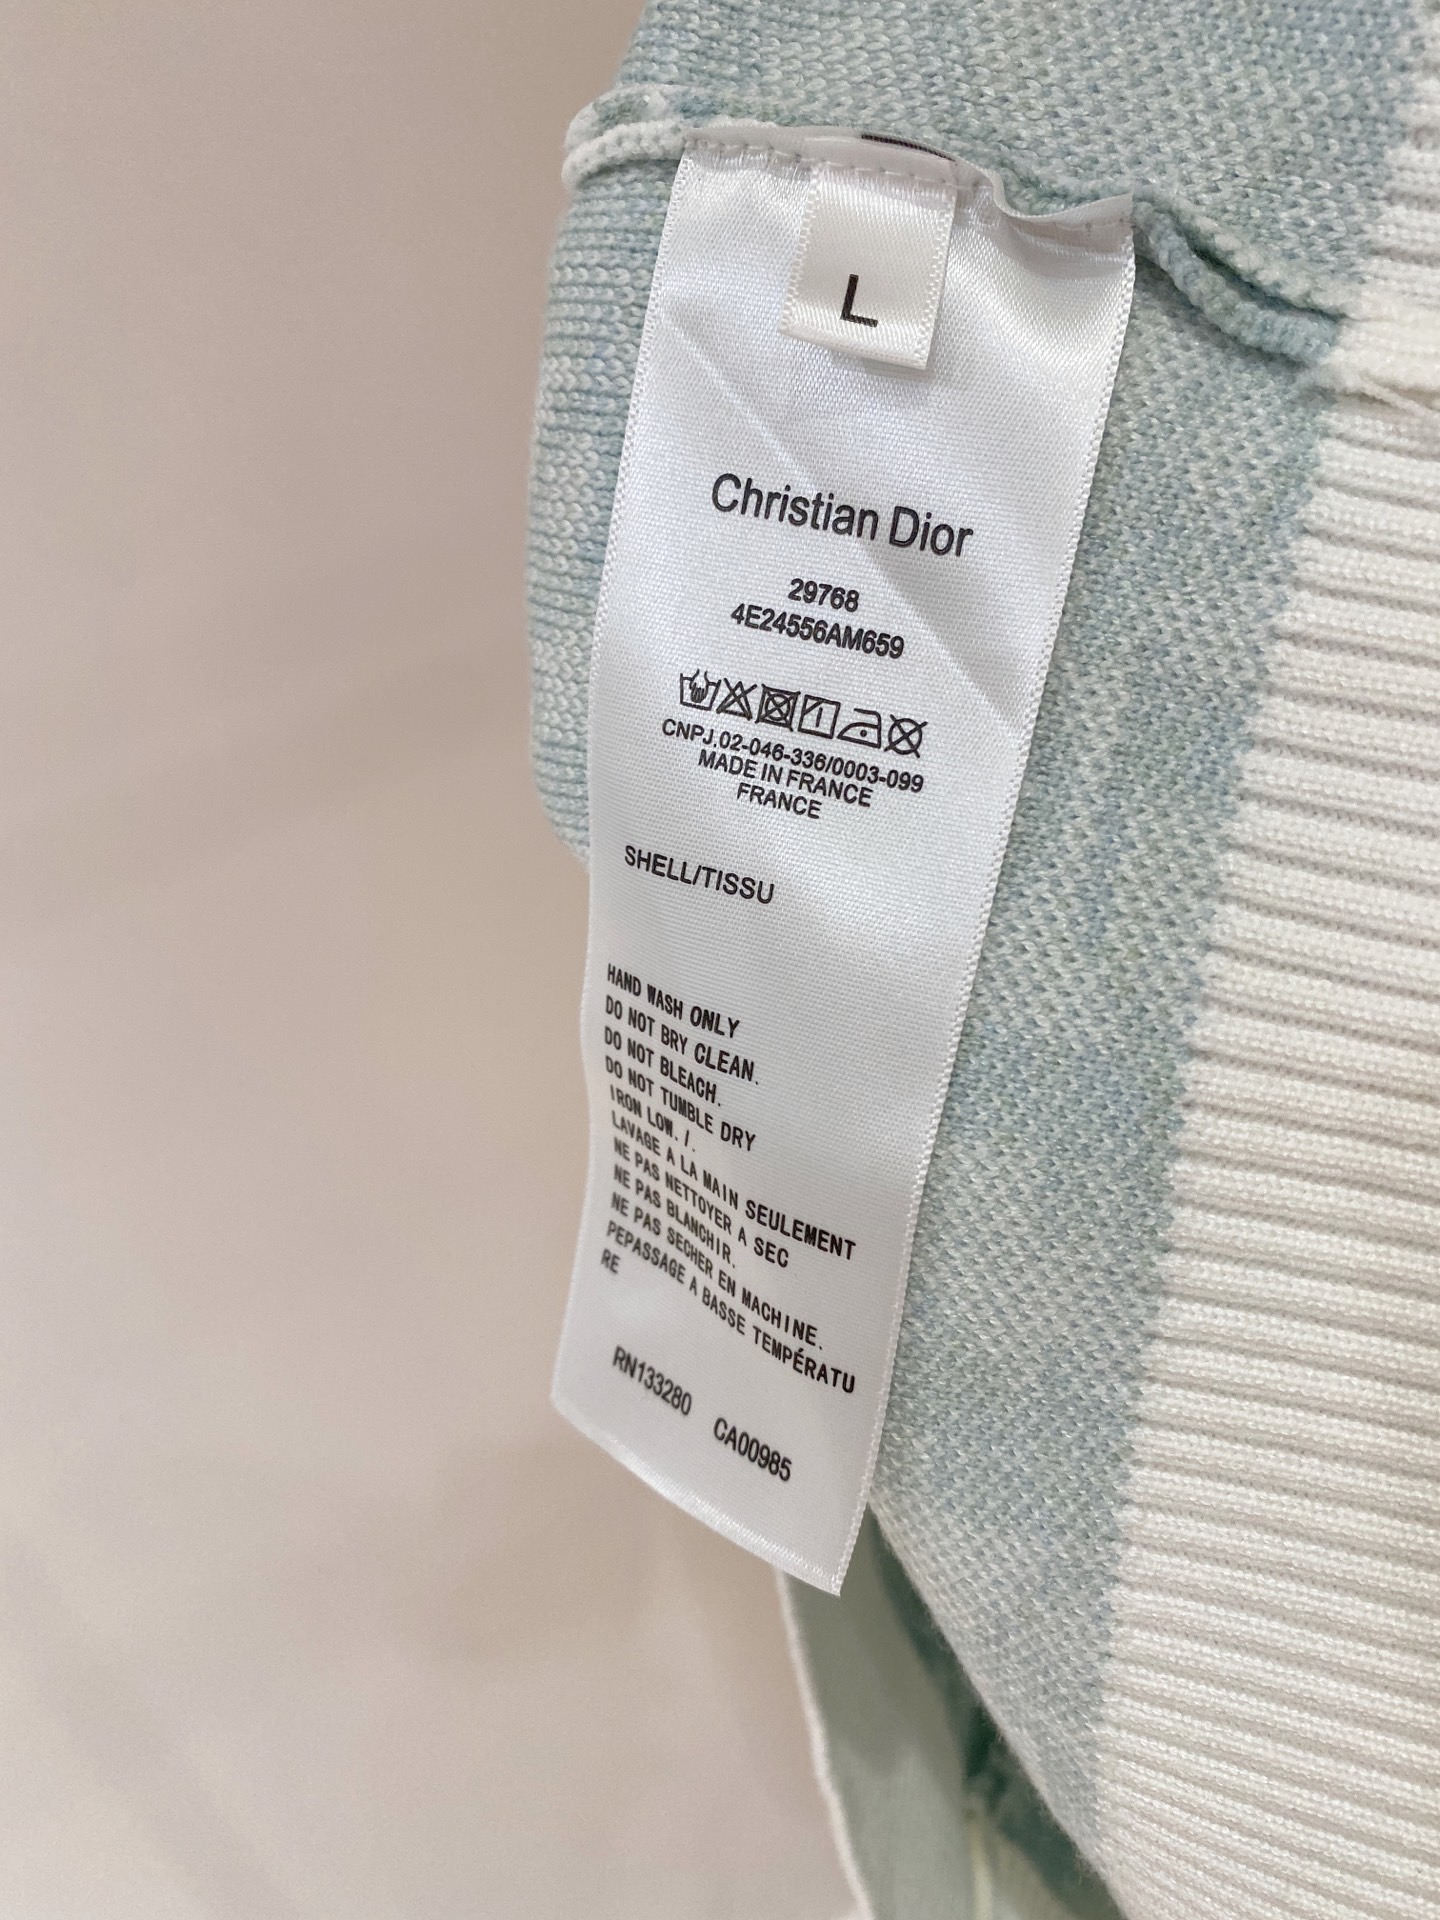 L
Christian Dior
29768
4E24556AM659
CNPJ.02-046-336/0003-099
MADE IN FRANCE
FRANCE
SHELL/TISSU
HAND WASH ONLY
DO NOT BRY CLEAN.
DO NOT BLEACH.
DO NOT TUMBLE DRY
IRON LOW. /.
LAVAGE A LA MAIN SEULEMENT
NE PAS NETTOYER A SEC
NE PAS BLANCHIR.
NE PAS SECHER EN MACHINE.
PEPASSAGE A BASSE TEMPÉRATU
RE
RN133280 CA00985